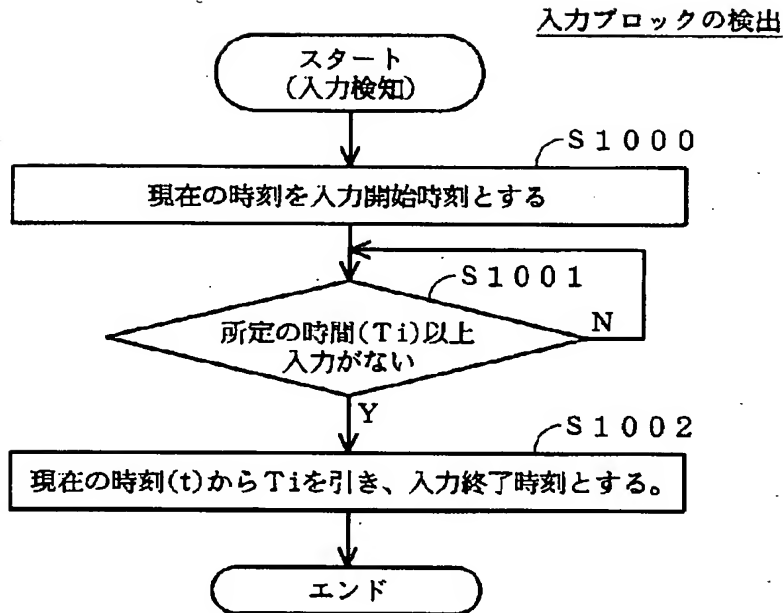 入力ブロックの検出
スタート
(入力検知)
S1000
現在の時刻を入力開始時刻とする
S1001
所定の時間(Ti)以上
入力がない
N
Y
S1002
現在の時刻(t)からTiを引き、入力終了時刻とする。
エンド